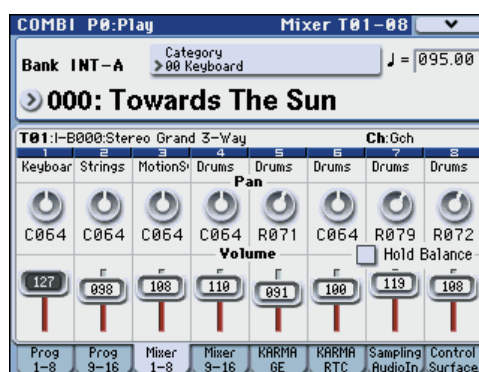 COMBI P0:Play Mixer T01-08
Bank INT-A
Category
00 Keyboard
♩ = 095.00
000: Towards The Sun
T01:I-B000:Stereo Grand 3-Way Ch:Gch
1 2 3 4 5 6 7 8
Keyboar Strings MotionS Drums Drums Drums Drums Drums
Pan
C064 C064 C064 C064 R071 C064 R079 R072
Volume
Hold Balance
127 098 108 110 091 100 119 108
Prog 1-8 Prog 9-16 Mixer 1-8 Mixer 9-16 KARMA GE KARMA RTC Sampling AudioIn Control Surface